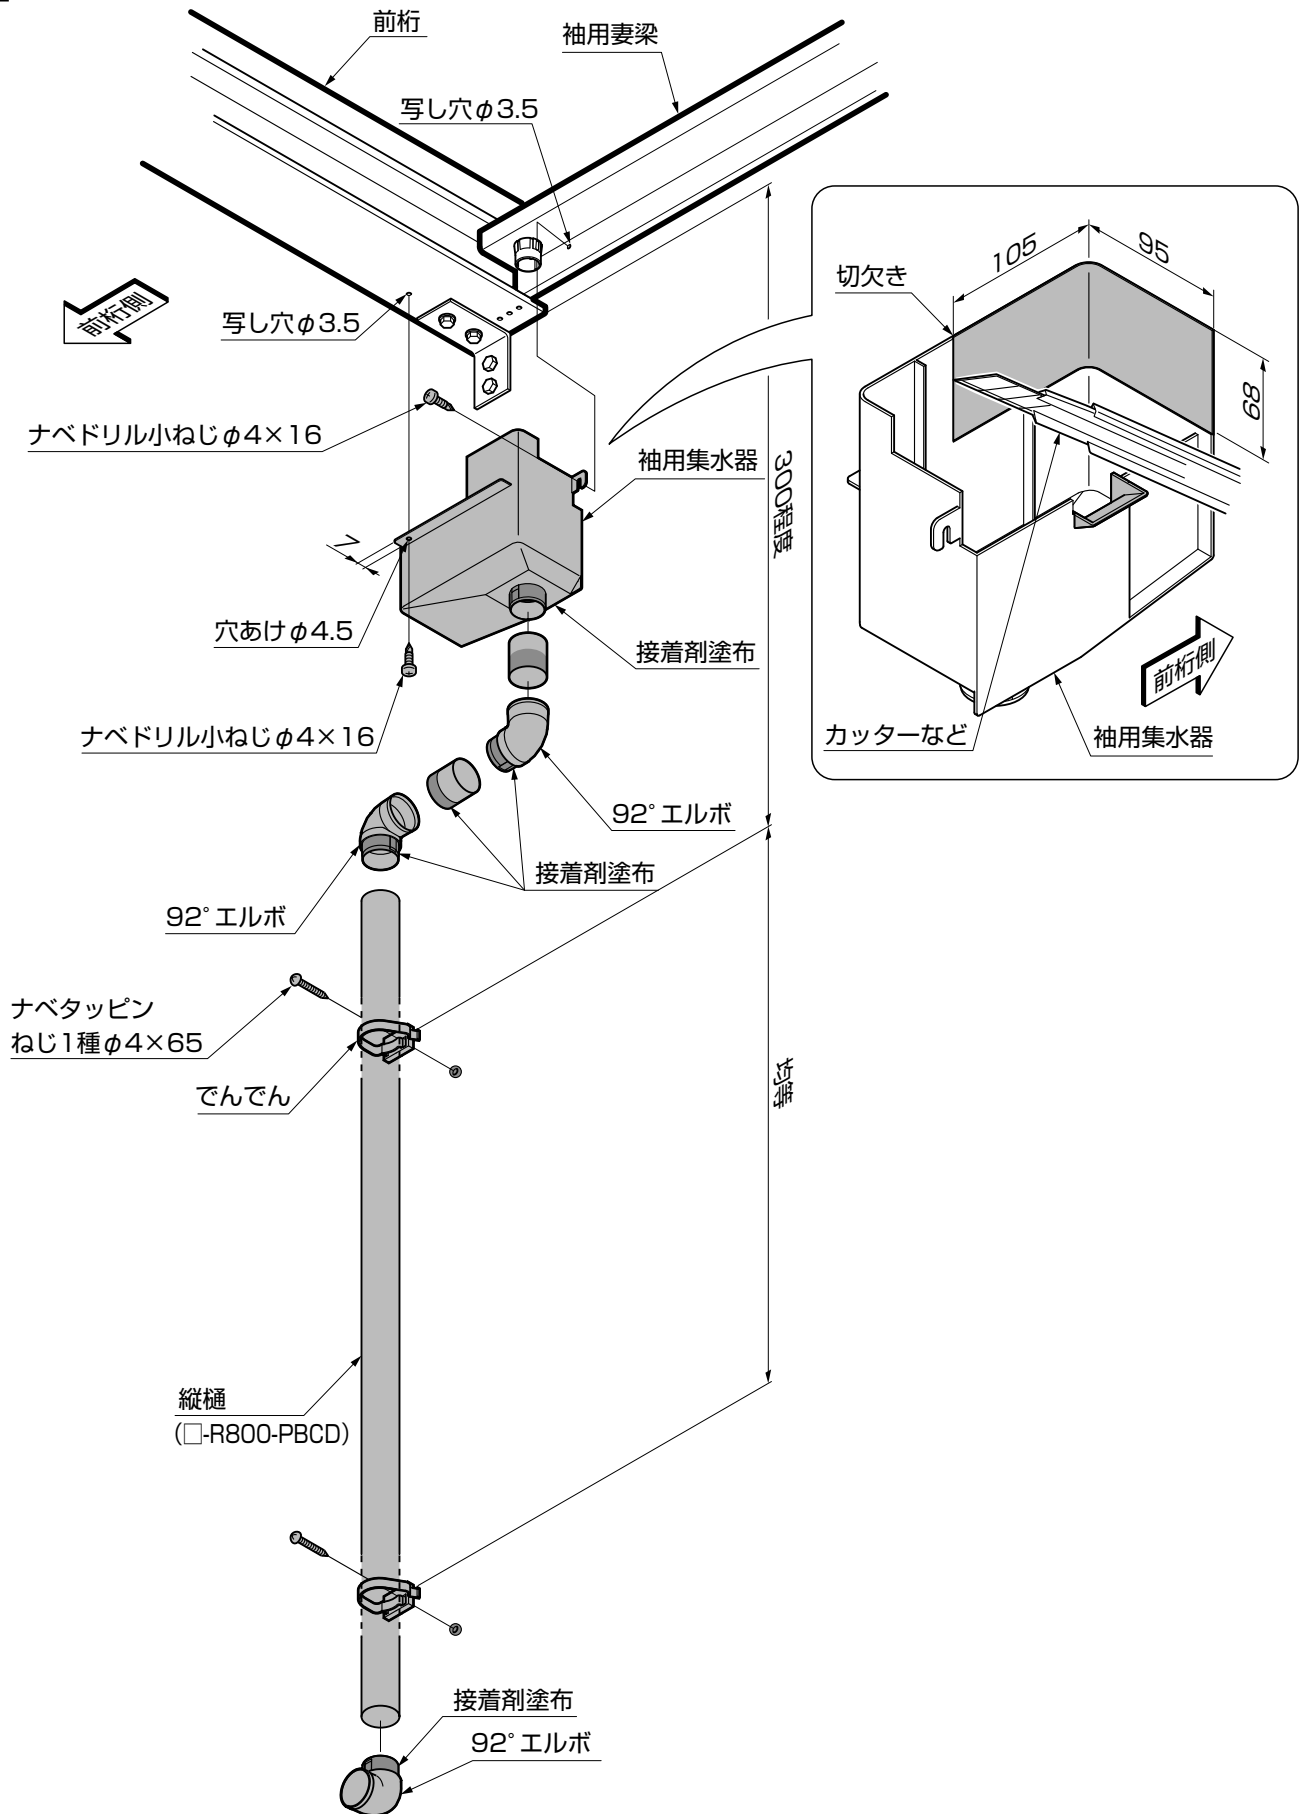 前桁
袖用妻梁
写し穴φ3.5
前桁側
写し穴φ3.5
ナベドリル小ねじφ4×16
袖用集水器
300程度
7
穴あけφ4.5
接着剤塗布
ナベドリル小ねじφ4×16
92°エルボ
接着剤塗布
92°エルボ
ナベタッピン
ねじ1種φ4×65
でんでん
均等
縦樋
(□-R800-PBCD)
接着剤塗布
92°エルボ
切欠き
105
95
68
前桁側
カッターなど
袖用集水器